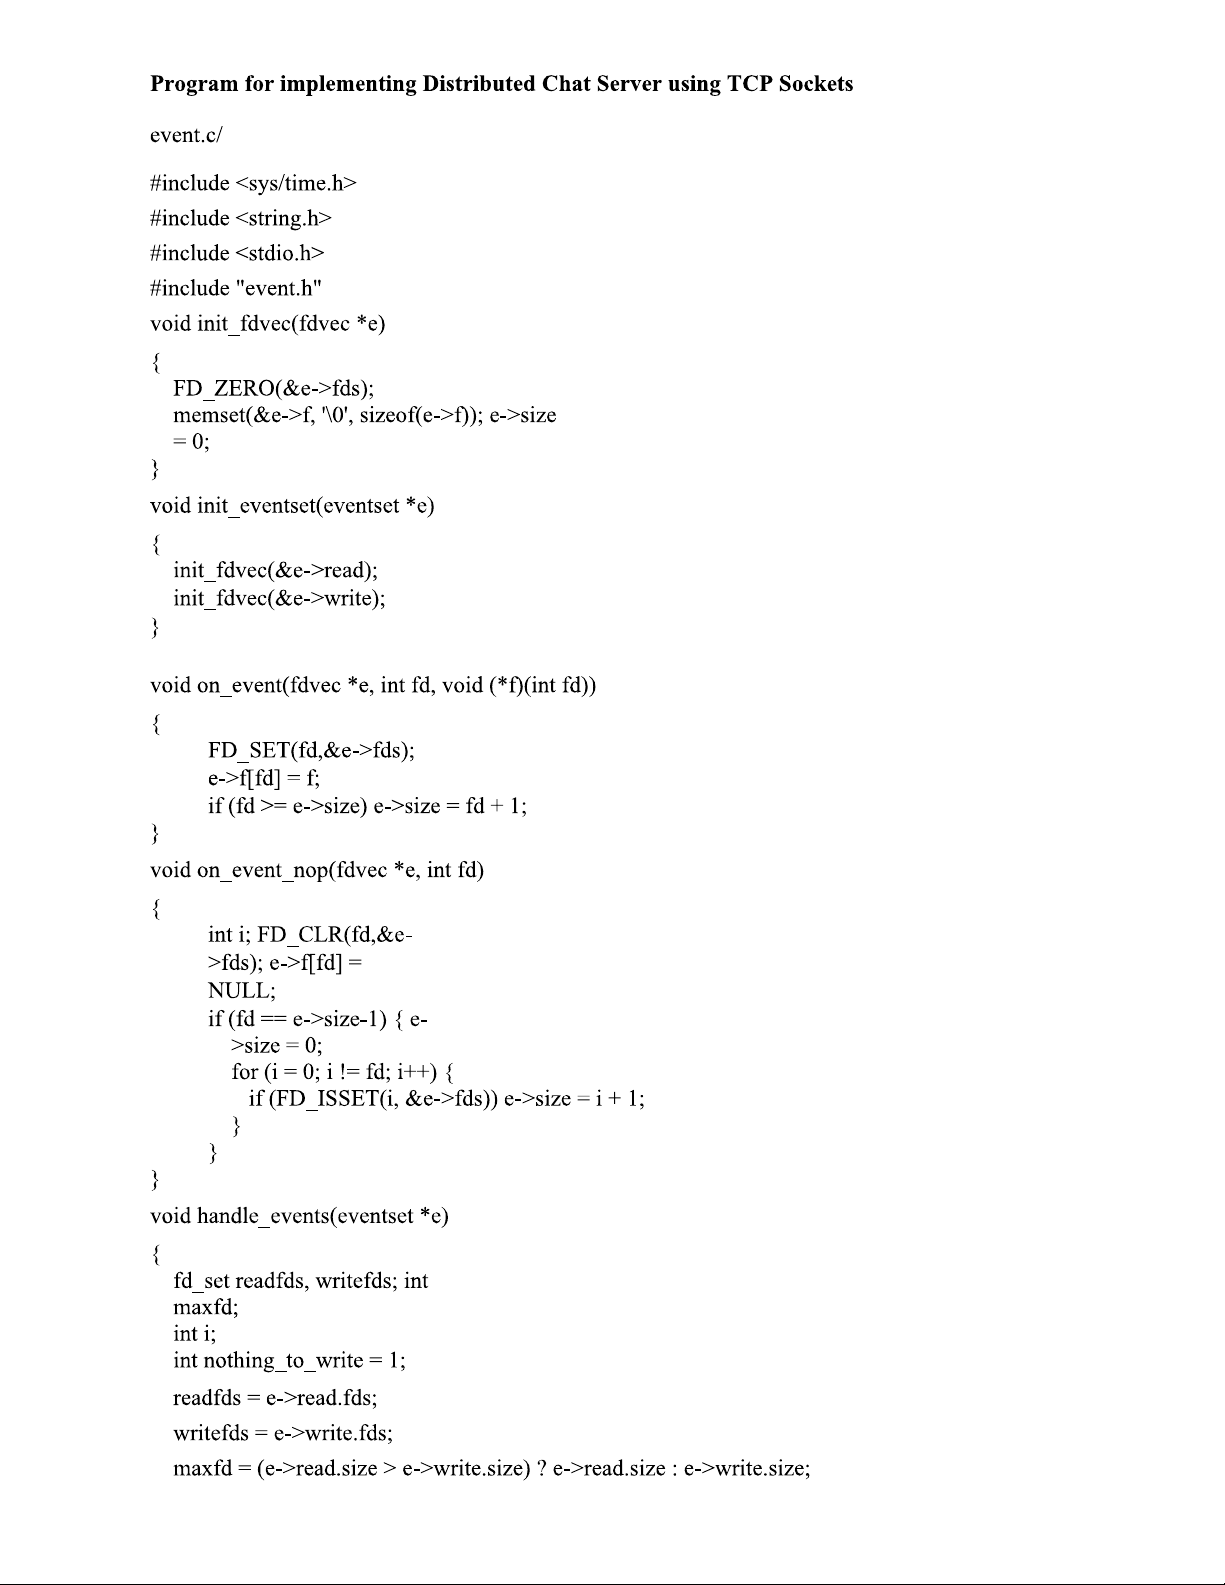 Program for implementing Distributed Chat Server using TCP Sockets
event.c/
#include <sys/time.h>
#include <string.h>
#include <stdio.h>
#include "event.h"
void init_fdvec(fdvec *e)
{
FD_ZERO(&e->fds);
memset(&e->f, '\0', sizeof(e->f)); e->size
= 0;
}
void init_eventset(eventset *e)
{
init_fdvec(&e->read);
init_fdvec(&e->write);
}
void on_event(fdvec *e, int fd, void (*f)(int fd))
{
FD_SET(fd,&e->fds);
e->f[fd] = f;
if (fd >= e->size) e->size = fd + 1;
}
void on_event_nop(fdvec *e, int fd)
{
int i; FD_CLR(fd,&e-
>fds); e->f[fd] =
NULL;
if (fd == e->size-1) { e-
>size = 0;
for (i = 0; i != fd; i++) {
if (FD_ISSET(i, &e->fds)) e->size = i + 1;
}
}
}
void handle_events(eventset *e)
{
fd_set readfds, writefds; int
maxfd;
int i;
int nothing_to_write = 1;
readfds = e->read.fds;
writefds = e->write.fds;
maxfd = (e->read.size > e->write.size) ? e->read.size : e->write.size;